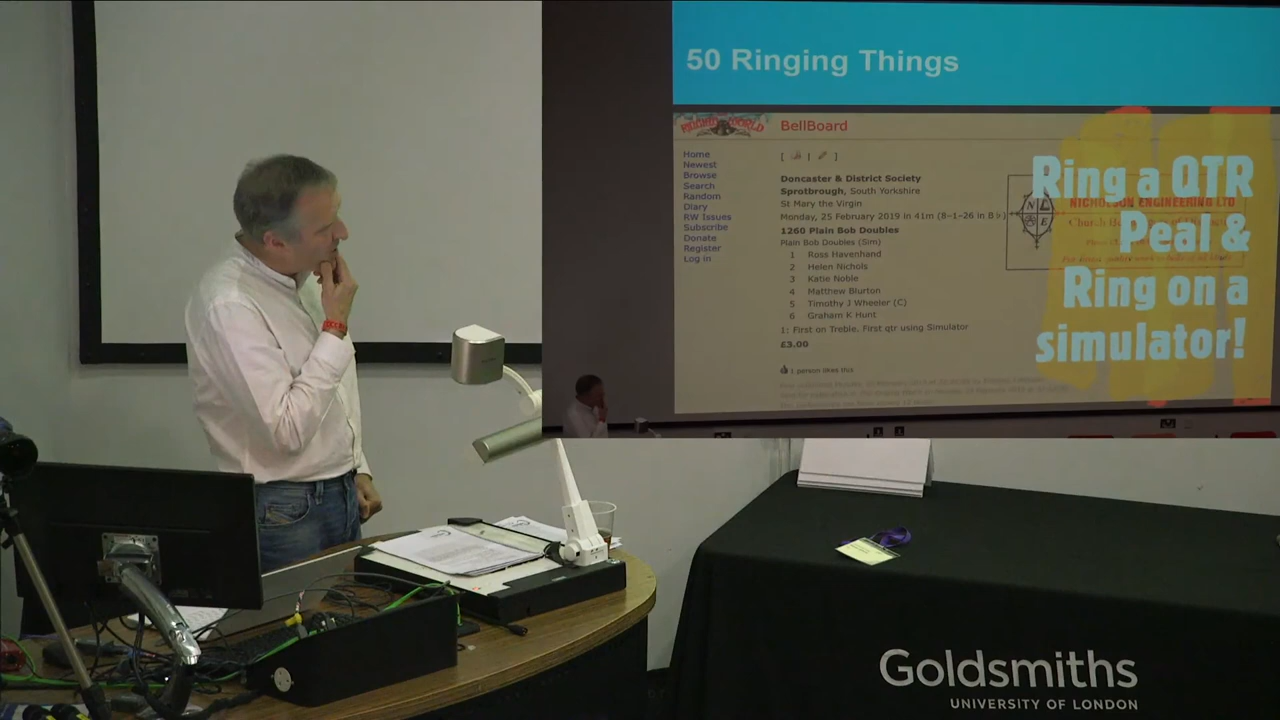 50 Ringing Things
RINGING WORLD
BellBoard
Home
Newest
Browse
Search
Random
Diary
RW Issues
Subscribe
Donate
Register
Log in
[ | ]
Doncaster & District Society
Sprotbrough, South Yorkshire
St Mary the Virgin
Monday, 25 February 2019 in 41m (8–1–26 in B♭)
1260 Plain Bob Doubles
Plain Bob Doubles (Sim)
1 Ross Havenhand
2 Helen Nichols
3 Katie Noble
4 Matthew Blurton
5 Timothy J Wheeler (C)
6 Graham K Hunt
1: First on Treble. First qtr using Simulator
£3.00
1 person likes this
N E
NICHOLSON ENGINEERING LTD
Church
Ring a QTR
Peal &
Ring on a
simulator!
Goldsmiths
UNIVERSITY OF LONDON